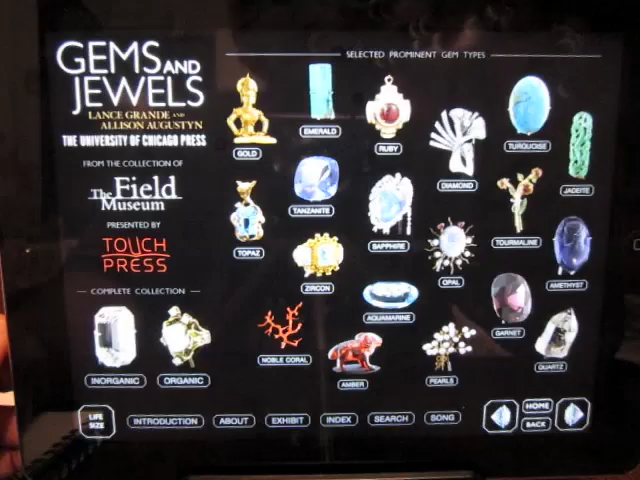 GEMS AND
JEWELS
LANCE GRANDE AND
ALLISON AUGUSTYN
THE UNIVERSITY OF CHICAGO PRESS
FROM THE COLLECTION OF
The Field
Museum
PRESENTED BY
TOUCH
PRESS
COMPLETE COLLECTION
INORGANIC
ORGANIC
SELECTED PROMINENT GEM TYPES
GOLD
EMERALD
RUBY
DIAMOND
TURQUOISE
JADEITE
TOPAZ
TANZANITE
SAPPHIRE
OPAL
TOURMALINE
AMETHYST
ZIRCON
AQUAMARINE
GARNET
NOBLE CORAL
AMBER
PEARLS
QUARTZ
LIFE
SIZE
INTRODUCTION
ABOUT
EXHIBIT
INDEX
SEARCH
SONG
HOME
BACK